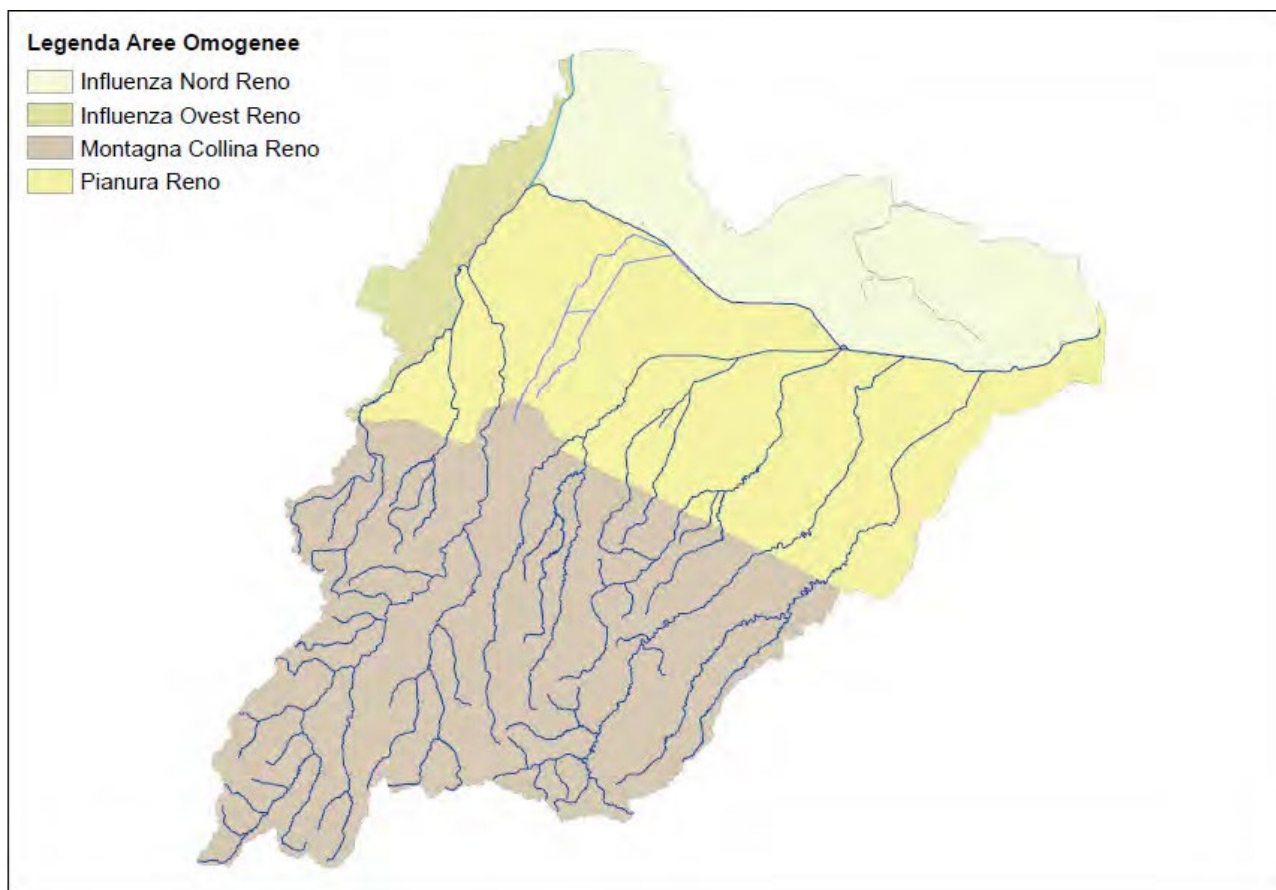 Legenda Aree Omogenee
Influenza Nord Reno
Influenza Ovest Reno
Montagna Collina Reno
Pianura Reno